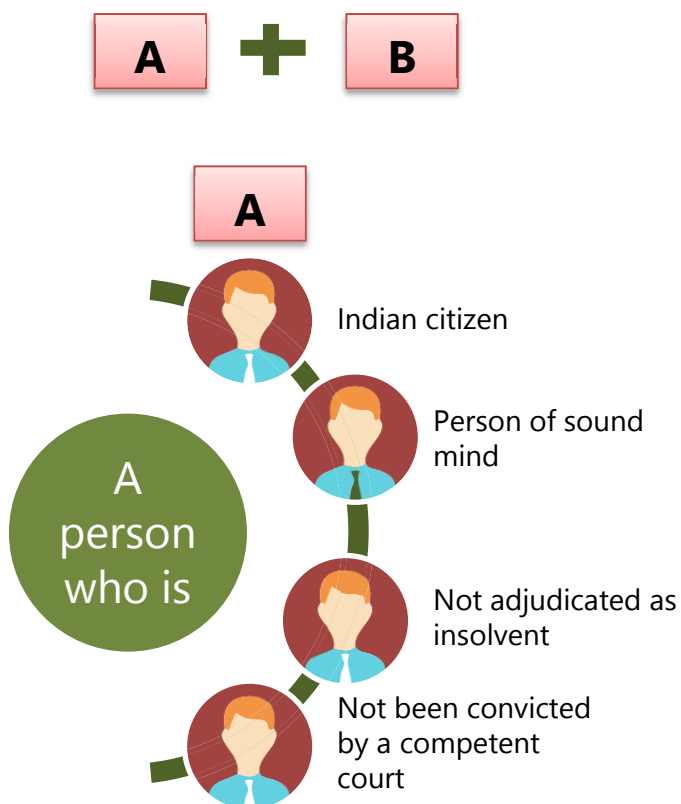 A + B
A
Indian citizen
Person of sound
mind
A
person
who is
Not adjudicated as
insolvent
Not been convicted
by a competent
court